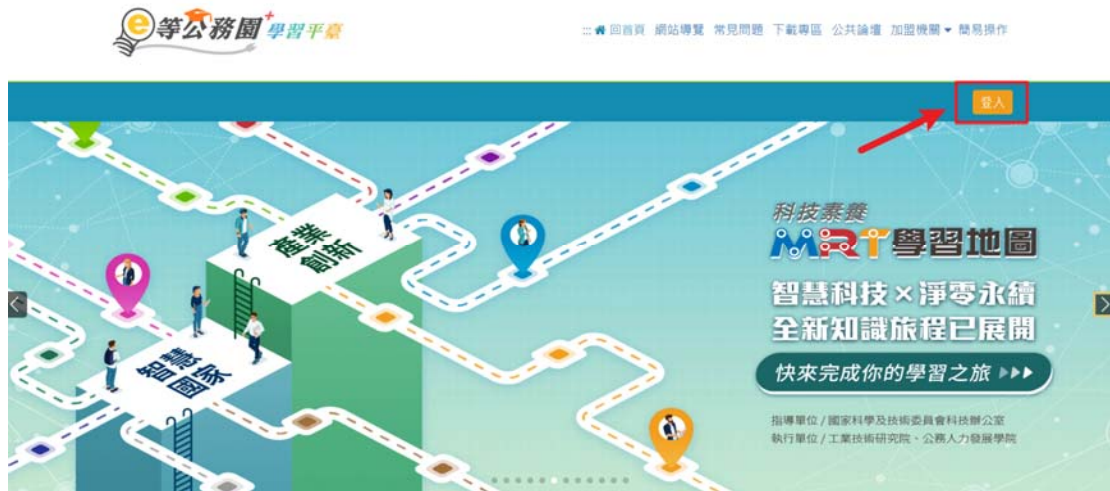 e等公務園+學習平臺
::: 回首頁 網站導覽 常見問題 下載專區 公共論壇 加盟機關 簡易操作
登入
科技素養
MRT學習地圖
智慧科技×淨零永續
全新知識旅程已展開
快來完成你的學習之旅
指導單位/國家科學及技術委員會科技辦公室
執行單位/工業技術研究院、公務人力發展學院
產業
創新
智慧
國家